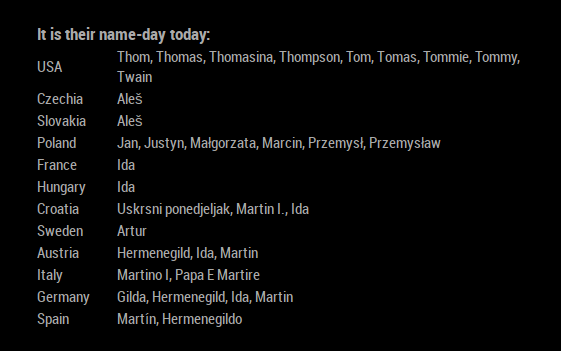 It is their name-day today:
USA Thom, Thomas, Thomasina, Thompson, Tom, Tomas, Tommie, Tommy,
Twain
Czechia Aleš
Slovakia Aleš
Poland Jan, Justyn, Małgorzata, Marcin, Przemysł, Przemysław
France Ida
Hungary Ida
Croatia Uskrsni ponedjeljak, Martin I., Ida
Sweden Artur
Austria Hermenegild, Ida, Martin
Italy Martino I, Papa E Martire
Germany Gilda, Hermenegild, Ida, Martin
Spain Martín, Hermenegildo